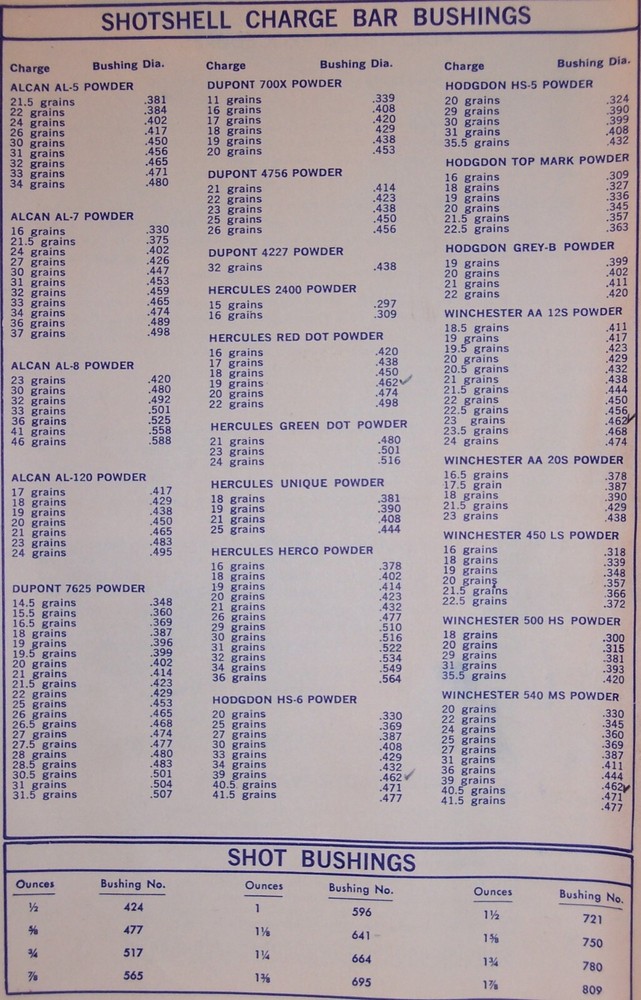 SHOTSHELL CHARGE BAR BUSHINGS
Charge Bushing Dia.
ALCAN AL-5 POWDER
21.5 grains .381
22 grains .384
24 grains .402
26 grains .417
30 grains .450
31 grains .456
32 grains .465
33 grains .471
34 grains .480
ALCAN AL-7 POWDER
16 grains .330
21.5 grains .375
24 grains .402
27 grains .426
30 grains .447
31 grains .453
32 grains .459
33 grains .465
34 grains .474
36 grains .489
37 grains .498
ALCAN AL-8 POWDER
23 grains .420
30 grains .480
32 grains .492
33 grains .501
36 grains .525
41 grains .558
46 grains .588
ALCAN AL-120 POWDER
17 grains .417
18 grains .429
19 grains .438
20 grains .450
21 grains .465
23 grains .483
24 grains .495
DUPONT 7625 POWDER
14.5 grains .348
15.5 grains .360
16.5 grains .369
18 grains .387
19 grains .396
19.5 grains .399
20 grains .402
21 grains .414
21.5 grains .423
22 grains .429
25 grains .453
26 grains .465
26.5 grains .468
27 grains .474
27.5 grains .477
28 grains .480
28.5 grains .483
30.5 grains .501
31 grains .504
31.5 grains .507
Charge Bushing Dia.
DUPONT 700X POWDER
11 grains .339
16 grains .408
17 grains .420
18 grains 429
19 grains .438
20 grains .453
DUPONT 4756 POWDER
21 grains .414
22 grains .423
23 grains .438
25 grains .450
26 grains .456
DUPONT 4227 POWDER
32 grains .438
HERCULES 2400 POWDER
15 grains .297
16 grains .309
HERCULES RED DOT POWDER
16 grains .420
17 grains .438
18 grains .450
19 grains .462
20 grains .474
22 grains .498
HERCULES GREEN DOT POWDER
21 grains .480
23 grains .501
24 grains .516
HERCULES UNIQUE POWDER
18 grains .381
19 grains .390
21 grains .408
25 grains .444
HERCULES HERCO POWDER
16 grains .378
18 grains .402
19 grains .414
20 grains .423
21 grains .432
26 grains .477
29 grains .510
30 grains .516
31 grains .522
32 grains .534
34 grains .549
36 grains .564
HODGDON HS-6 POWDER
20 grains .330
25 grains .369
27 grains .387
30 grains .408
33 grains .429
34 grains .432
39 grains .462
40.5 grains .471
41.5 grains .477
Charge Bushing Dia.
HODGDON HS-5 POWDER
20 grains .324
29 grains .390
30 grains .399
31 grains .408
35.5 grains .432
HODGDON TOP MARK POWDER
16 grains .309
18 grains .327
19 grains .336
20 grains .345
21.5 grains .357
22.5 grains .363
HODGDON GREY-B POWDER
19 grains .399
20 grains .402
21 grains .411
22 grains .420
WINCHESTER AA 12S POWDER
18.5 grains .411
19 grains .417
19.5 grains .423
20 grains .429
20.5 grains .432
21 grains .438
21.5 grains .444
22 grains .450
22.5 grains .456
23 grains .462
23.5 grains .468
24 grains .474
WINCHESTER AA 20S POWDER
16.5 grains .378
17.5 grain .387
18 grains .390
21.5 grains .429
23 grains .438
WINCHESTER 450 LS POWDER
16 grains .318
18 grains .339
19 grains .348
20 grains .357
21.5 grains .366
22.5 grains .372
WINCHESTER 500 HS POWDER
18 grains .300
20 grains .315
29 grains .381
31 grains .393
35.5 grains .420
WINCHESTER 540 MS POWDER
20 grains .330
22 grains .345
24 grains .360
25 grains .369
27 grains .387
31 grains .411
36 grains .444
39 grains .462
40.5 grains .471
41.5 grains .477
SHOT BUSHINGS
Ounces Bushing No. Ounces Bushing No. Ounces Bushing No.
½ 424 1 596 1½ 721
⅝ 477 1⅛ 641 1⅝ 750
¾ 517 1¼ 664 1¾ 780
⅞ 565 1⅜ 695 1⅞ 809